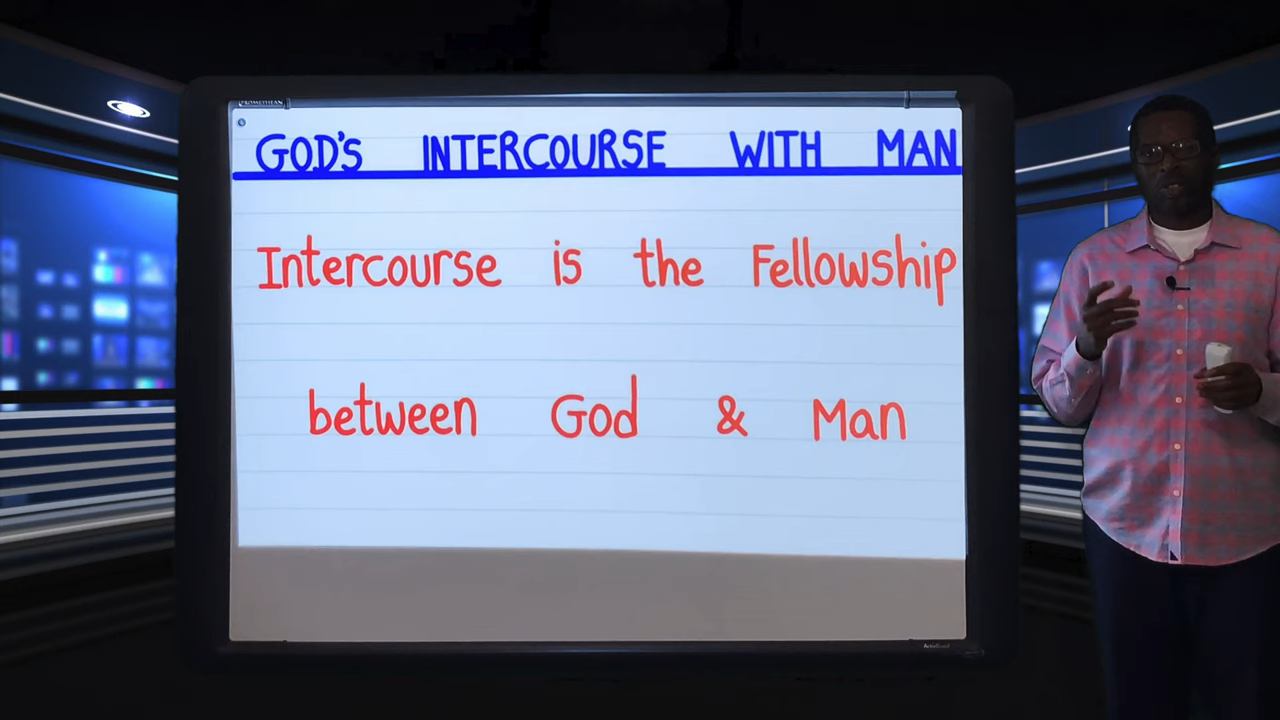 GOD'S INTERCOURSE WITH MAN
Intercourse is the Fellowship
between God & Man